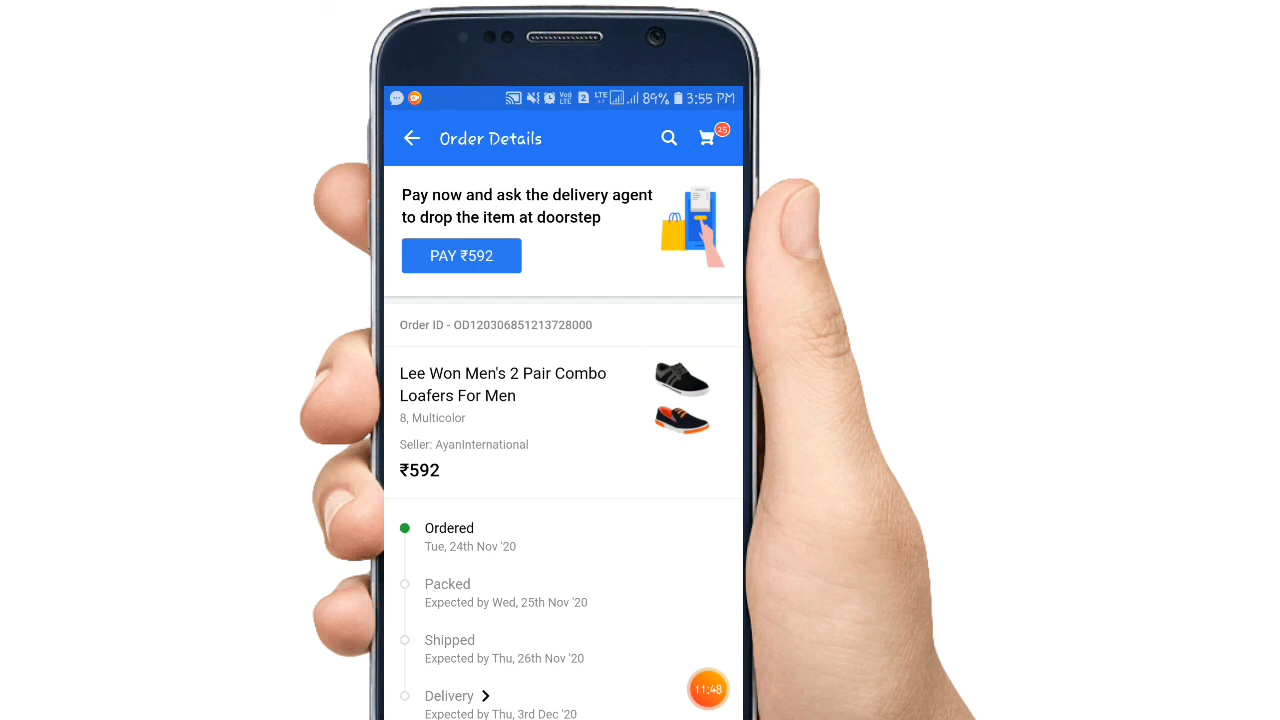 89% 3:55 PM
Order Details
25
Pay now and ask the delivery agent
to drop the item at doorstep
PAY ₹592
Order ID - OD120306851213728000
Lee Won Men's 2 Pair Combo
Loafers For Men
8, Multicolor
Seller: AyanInternational
₹592
Ordered
Tue, 24th Nov '20
Packed
Expected by Wed, 25th Nov '20
Shipped
Expected by Thu, 26th Nov '20
11:48
Delivery
Expected by Thu, 3rd Dec '20